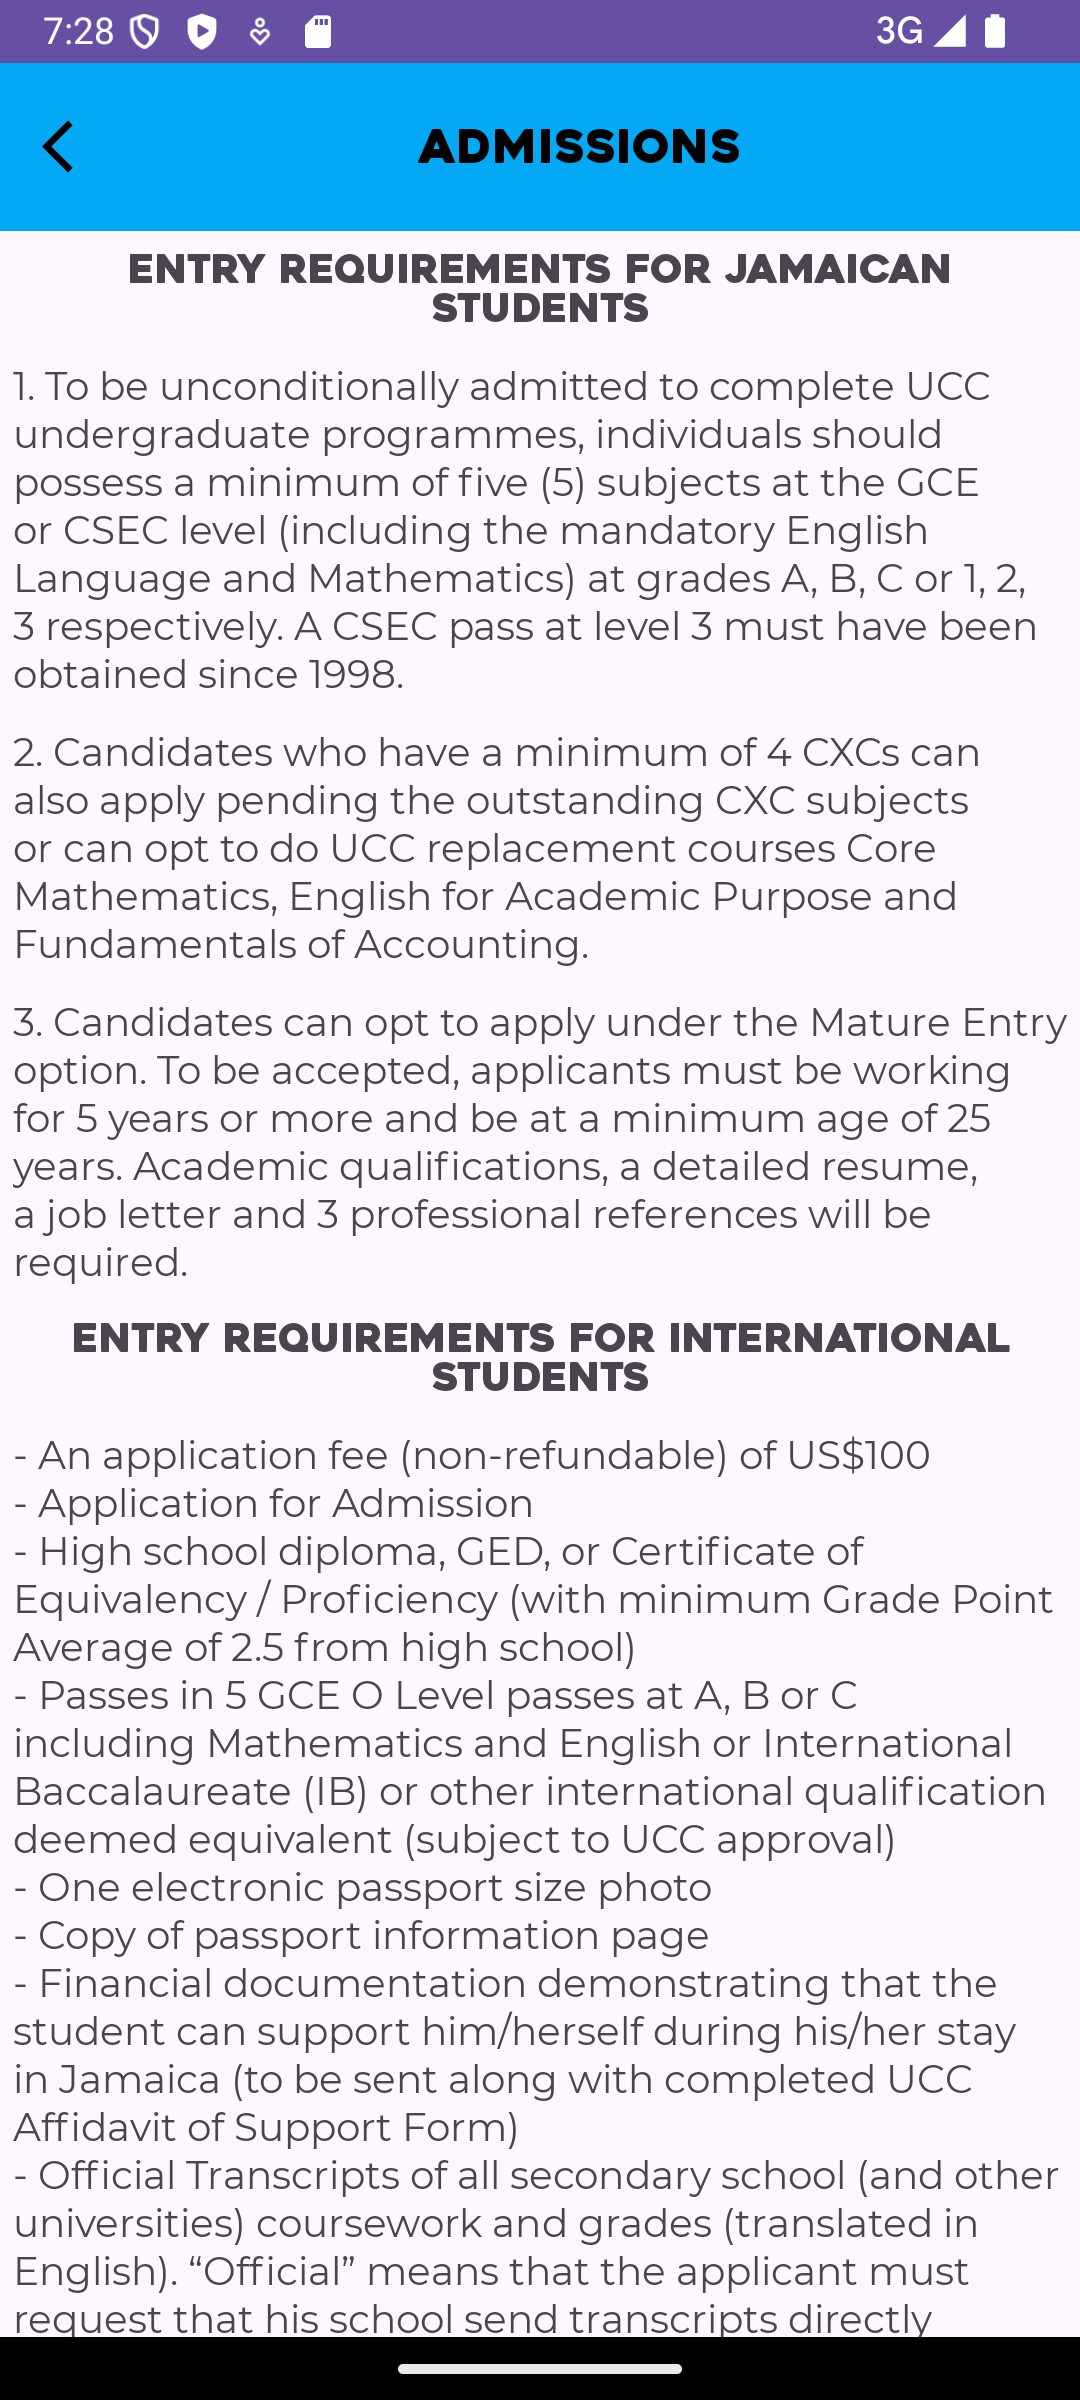 7:28
3G
ADMISSIONS
ENTRY REQUIREMENTS FOR JAMAICAN
STUDENTS
1. To be unconditionally admitted to complete UCC
undergraduate programmes, individuals should
possess a minimum of five (5) subjects at the GCE
or CSEC level (including the mandatory English
Language and Mathematics) at grades A, B, C or 1, 2,
3 respectively. A CSEC pass at level 3 must have been
obtained since 1998.
2. Candidates who have a minimum of 4 CXCs can
also apply pending the outstanding CXC subjects
or can opt to do UCC replacement courses Core
Mathematics, English for Academic Purpose and
Fundamentals of Accounting.
3. Candidates can opt to apply under the Mature Entry
option. To be accepted, applicants must be working
for 5 years or more and be at a minimum age of 25
years. Academic qualifications, a detailed resume,
a job letter and 3 professional references will be
required.
ENTRY REQUIREMENTS FOR INTERNATIONAL
STUDENTS
- An application fee (non-refundable) of US$100
- Application for Admission
- High school diploma, GED, or Certificate of
Equivalency / Proficiency (with minimum Grade Point
Average of 2.5 from high school)
- Passes in 5 GCE O Level passes at A, B or C
including Mathematics and English or International
Baccalaureate (IB) or other international qualification
deemed equivalent (subject to UCC approval)
- One electronic passport size photo
- Copy of passport information page
- Financial documentation demonstrating that the
student can support him/herself during his/her stay
in Jamaica (to be sent along with completed UCC
Affidavit of Support Form)
- Official Transcripts of all secondary school (and other
universities) coursework and grades (translated in
English). “Official” means that the applicant must
request that his school send transcripts directly